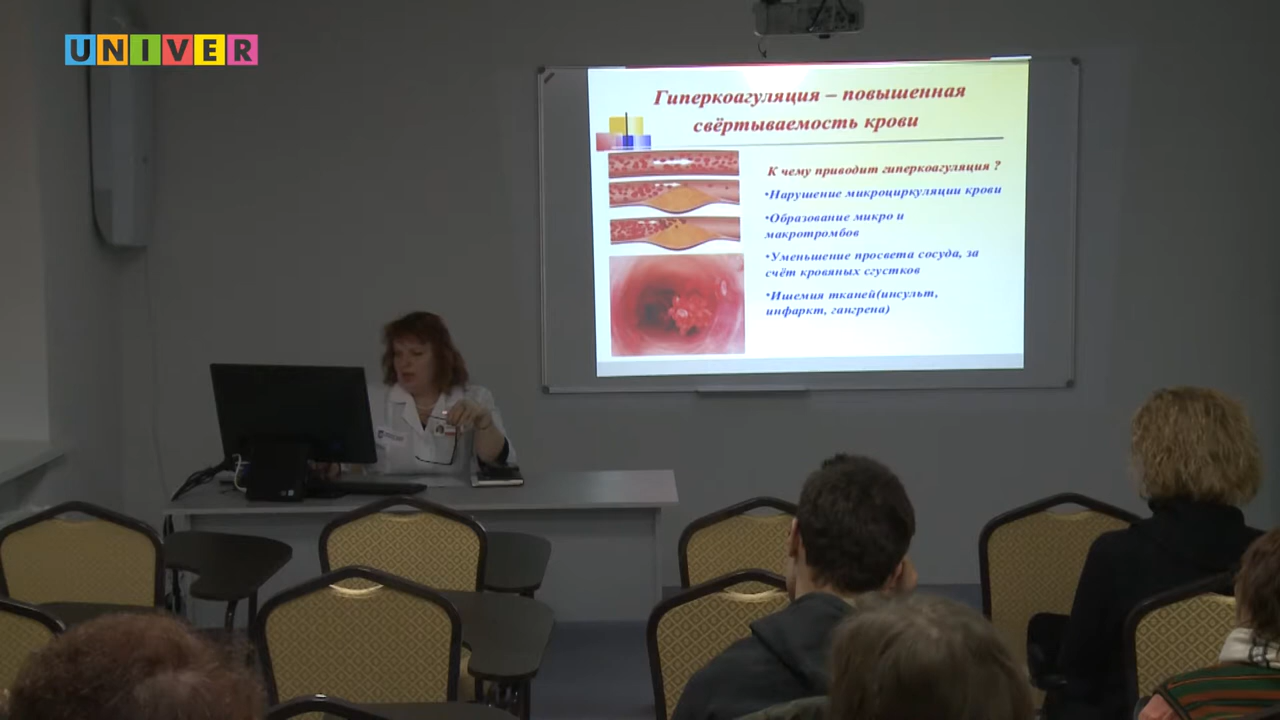 UNIVER
Гиперкоагуляция – повышенная
свёртываемость крови
К чему приводит гиперкоагуляция ?
•Нарушение микроциркуляции крови
•Образование микро и
макротромбов
•Уменьшение просвета сосуда, за
счёт кровяных сгустков
•Ишемия тканей(инсульт,
инфаркт, гангрена)